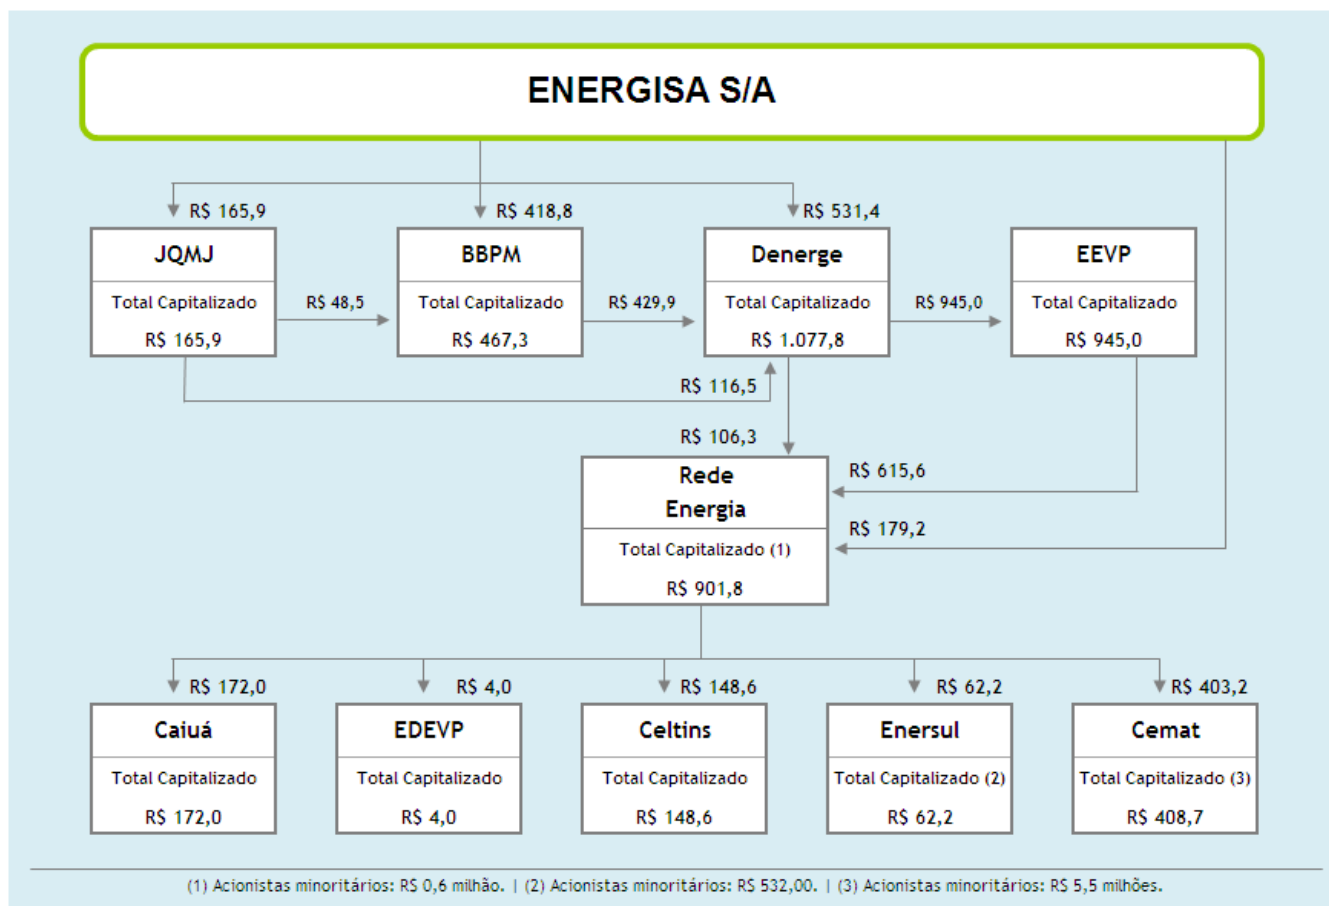 ENERGISA S/A
R$ 165,9
R$ 418,8
R$ 531,4
JQMJ
Total Capitalizado
R$ 165,9
R$ 48,5
BBPM
Total Capitalizado
R$ 467,3
R$ 429,9
Denerge
Total Capitalizado
R$ 1.077,8
R$ 945,0
EEVP
Total Capitalizado
R$ 945,0
R$ 116,5
R$ 106,3
R$ 615,6
R$ 179,2
Rede
Energia
Total Capitalizado (1)
R$ 901,8
R$ 172,0
R$ 4,0
R$ 148,6
R$ 62,2
R$ 403,2
Caiuá
Total Capitalizado
R$ 172,0
EDEVP
Total Capitalizado
R$ 4,0
Celtins
Total Capitalizado
R$ 148,6
Enersul
Total Capitalizado (2)
R$ 62,2
Cemat
Total Capitalizado (3)
R$ 408,7
(1) Acionistas minoritários: R$ 0,6 milhão. | (2) Acionistas minoritários: R$ 532,00. | (3) Acionistas minoritários: R$ 5,5 milhões.